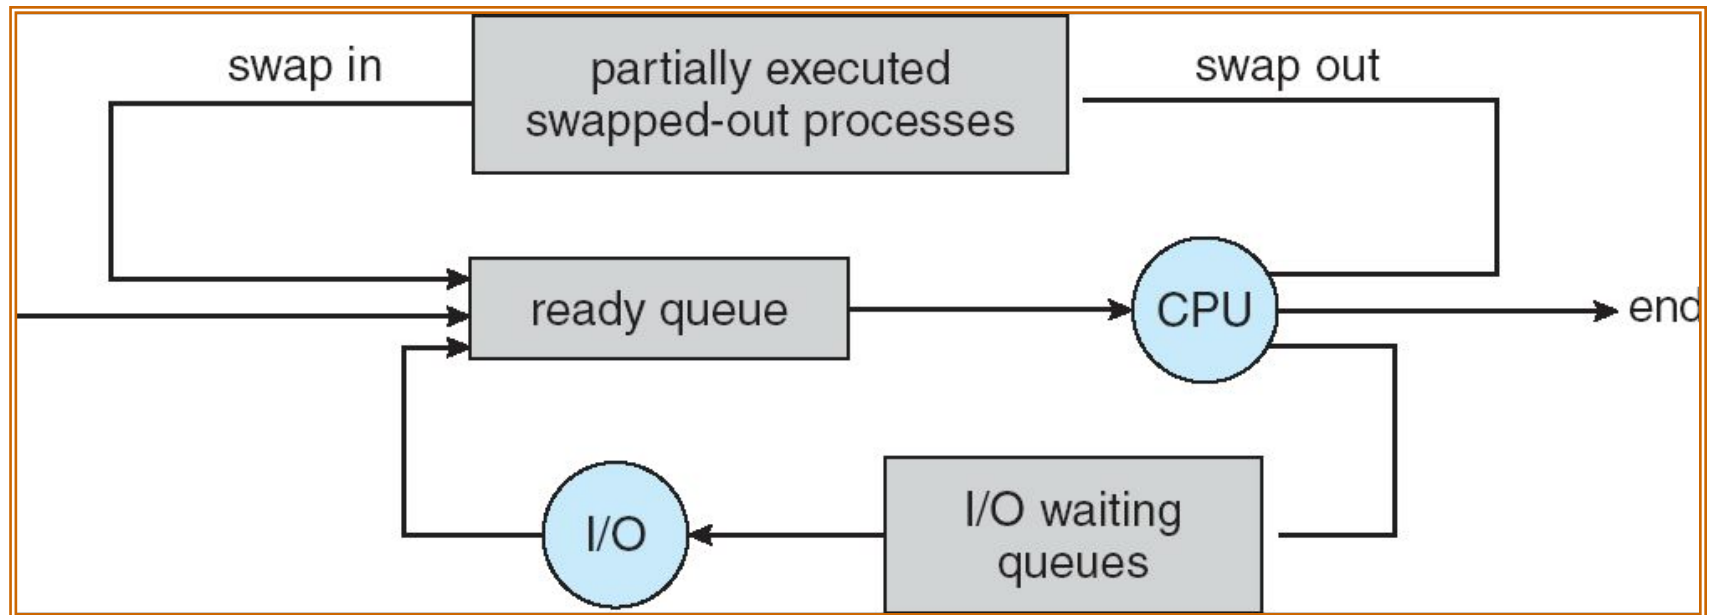 swap in
partially executed
swapped-out processes
swap out
ready queue
CPU
end
I/O
I/O waiting
queues